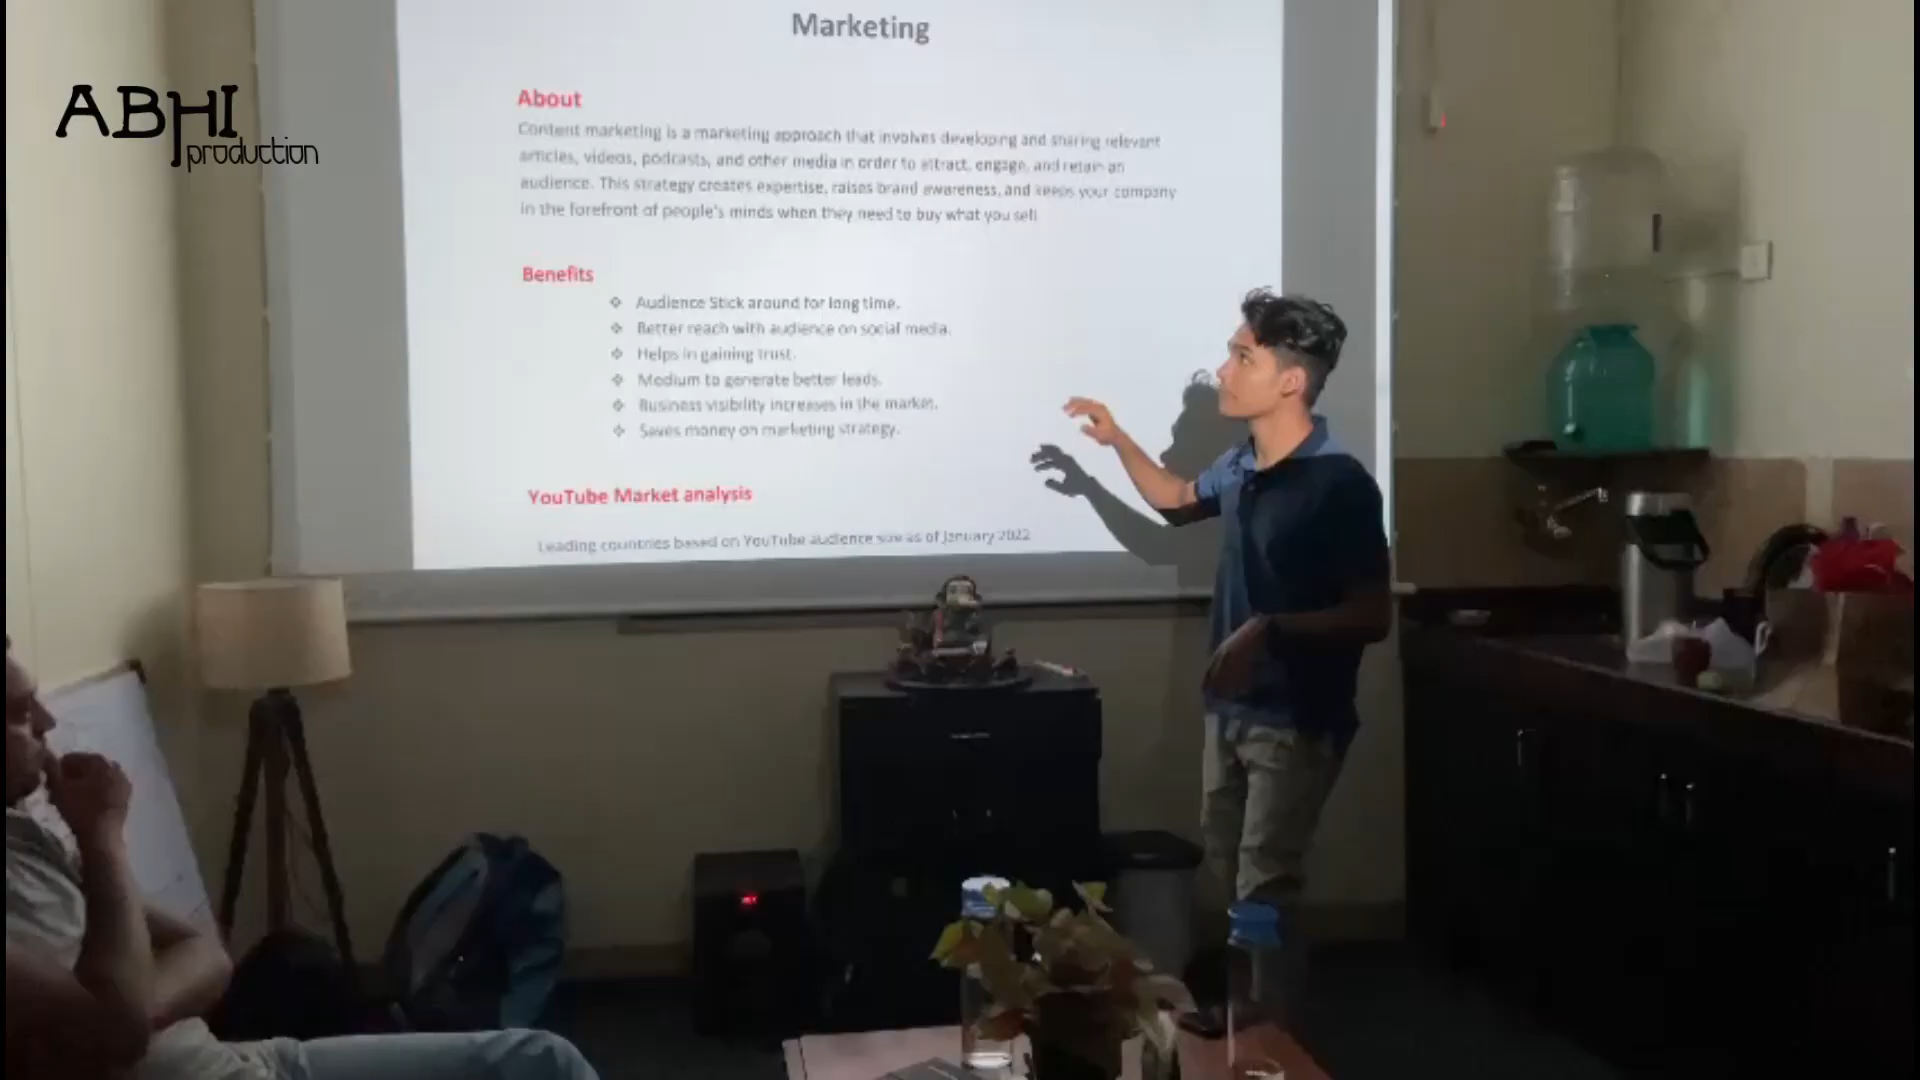 ABHI
production
Marketing
About
Content marketing is a marketing approach that involves developing and sharing relevant
articles, videos, podcasts, and other media in order to attract, engage, and retain an
audience. This strategy creates expertise, raises brand awareness, and keeps your company
in the forefront of people's minds when they need to buy what you sell
Benefits
❖ Audience Stick around for long time.
❖ Better reach with audience on social media.
❖ Helps in gaining trust.
❖ Medium to generate better leads.
❖ Business visibility increases in the market.
❖ Saves money on marketing strategy.
YouTube Market analysis
Leading countries based on YouTube audience size as of January 2022